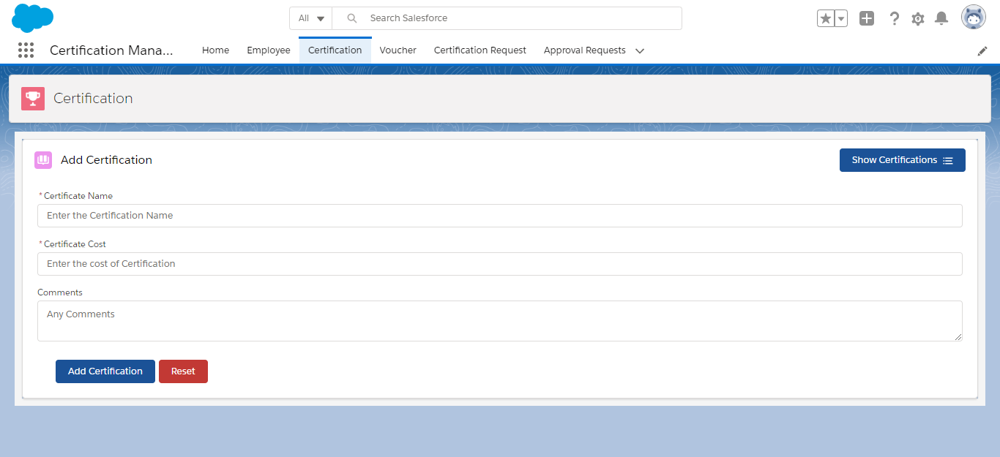 All Search Salesforce
Certification Mana... Home Employee Certification Voucher Certification Request Approval Requests
Certification
Add Certification Show Certifications
* Certificate Name
Enter the Certification Name
* Certificate Cost
Enter the cost of Certification
Comments
Any Comments
Add Certification Reset